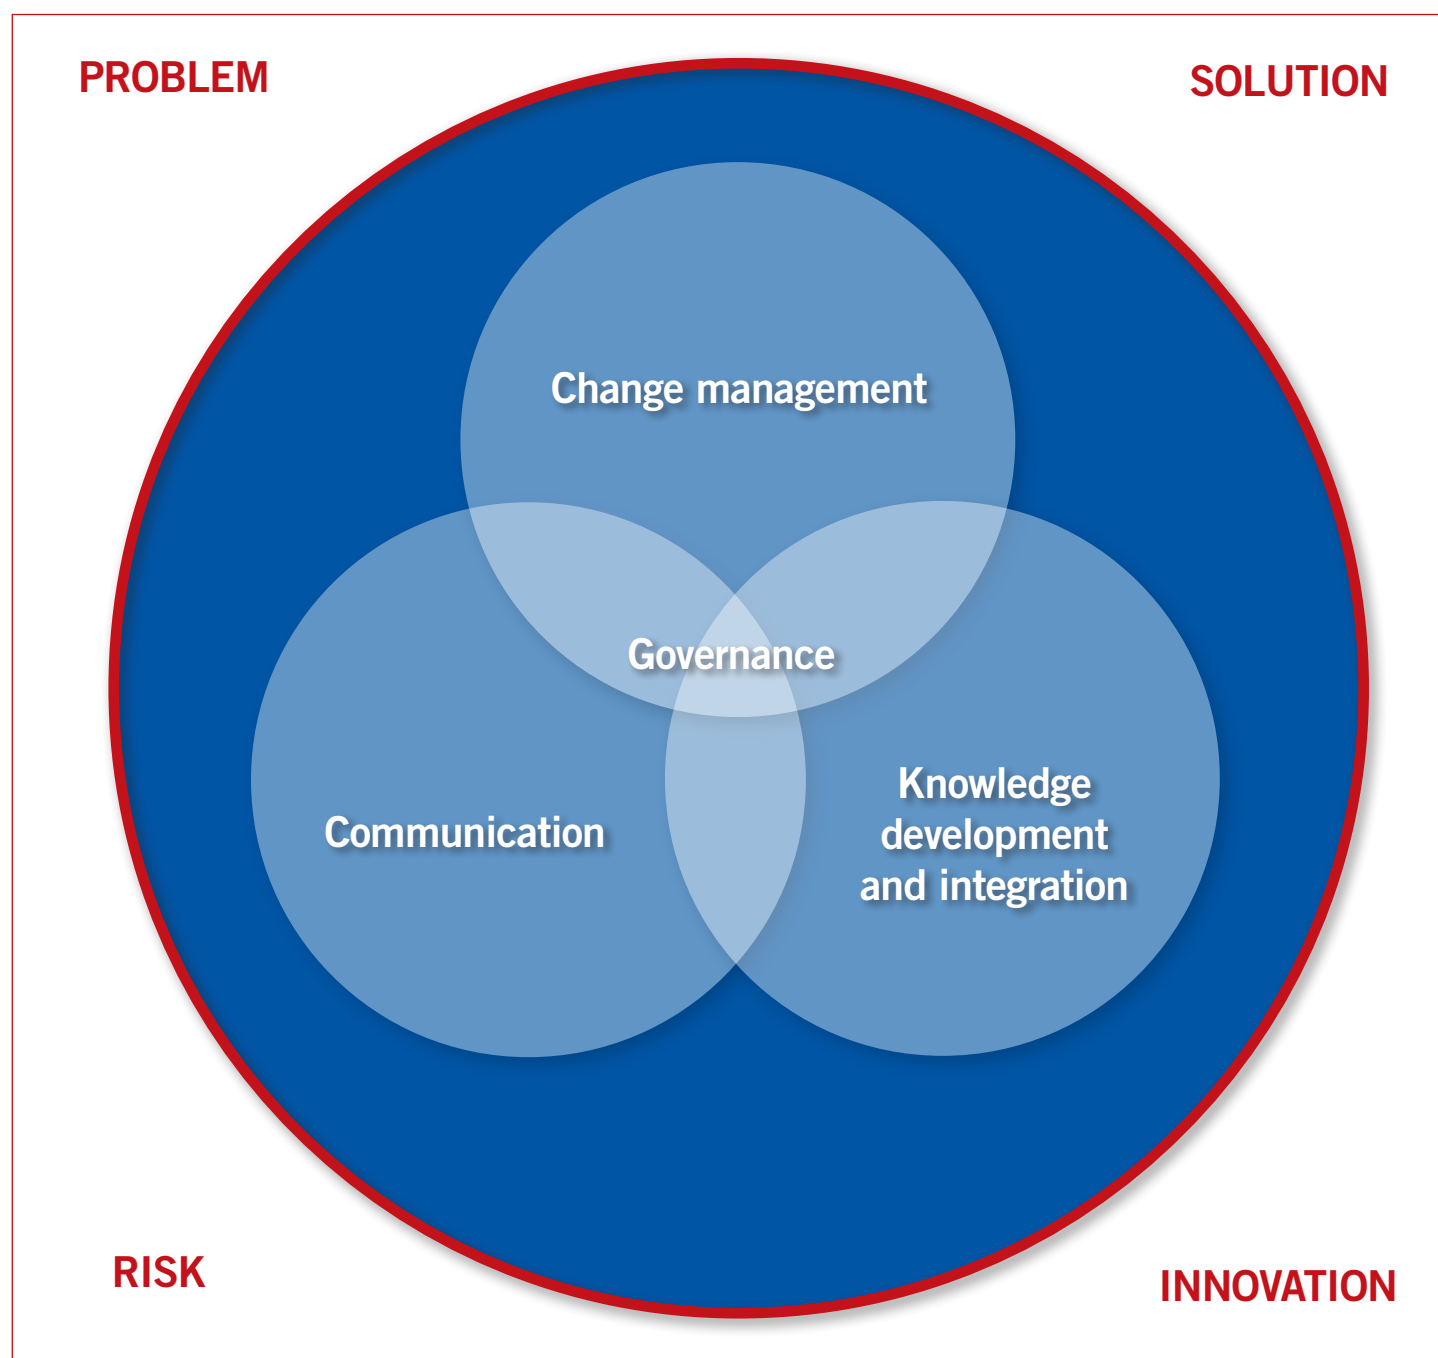 PROBLEM
SOLUTION
Change management
Governance
Communication
Knowledge
development
and integration
RISK
INNOVATION